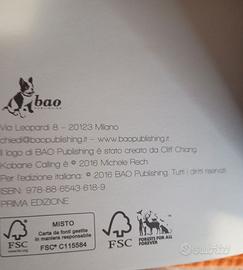 bao
PUBLISHING
Via Leopardi 8 – 20123 Milano
chiedi@baopublishing.it – www.baopublishing.it
Il logo di BAO Publishing è stato creato da Cliff Chiang
Kobane Calling è © 2016 Michele Rech
Per l'edizione italiana © 2016 BAO Publishing. Tutti i diritti riservati
ISBN: 978-88-6543-618-9
PRIMA EDIZIONE
FSC
MISTO
Carta da fonti gestite
in maniera responsabile
FSC® C115584
FSC
FORESTS FOR ALL
FOREVER
subito